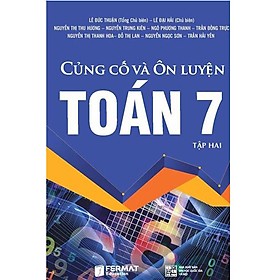 LÊ ĐỨC THUẬN (Tổng Chủ biên) – LÊ ĐẠI HẢI (Chủ biên)
NGUYỄN THỊ THU HƯƠNG – NGUYỄN TRUNG KIÊN – NGÔ PHƯƠNG THANH – TRẦN ĐÔNG TRỰC
NGUYỄN THỊ THANH HOA – ĐỖ THỊ LAN – NGUYỄN NGỌC SƠN – TRẦN HẢI YẾN
CỦNG CỐ VÀ ÔN LUYỆN
TOÁN 7
TẬP HAI
FERMAT
Education